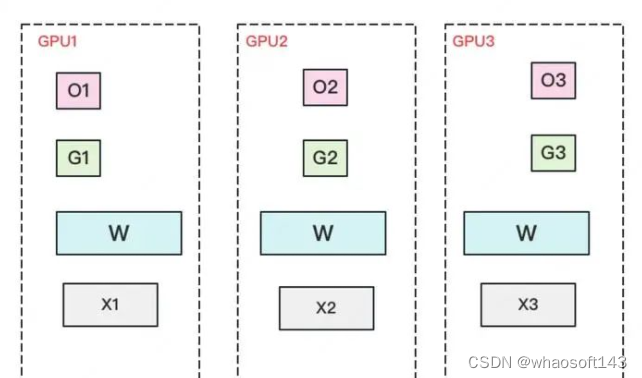 GPU1 GPU2 GPU3
O1 O2 O3
G1 G2 G3
W W W
X1 X2 X3
CSDN @whaosoft143